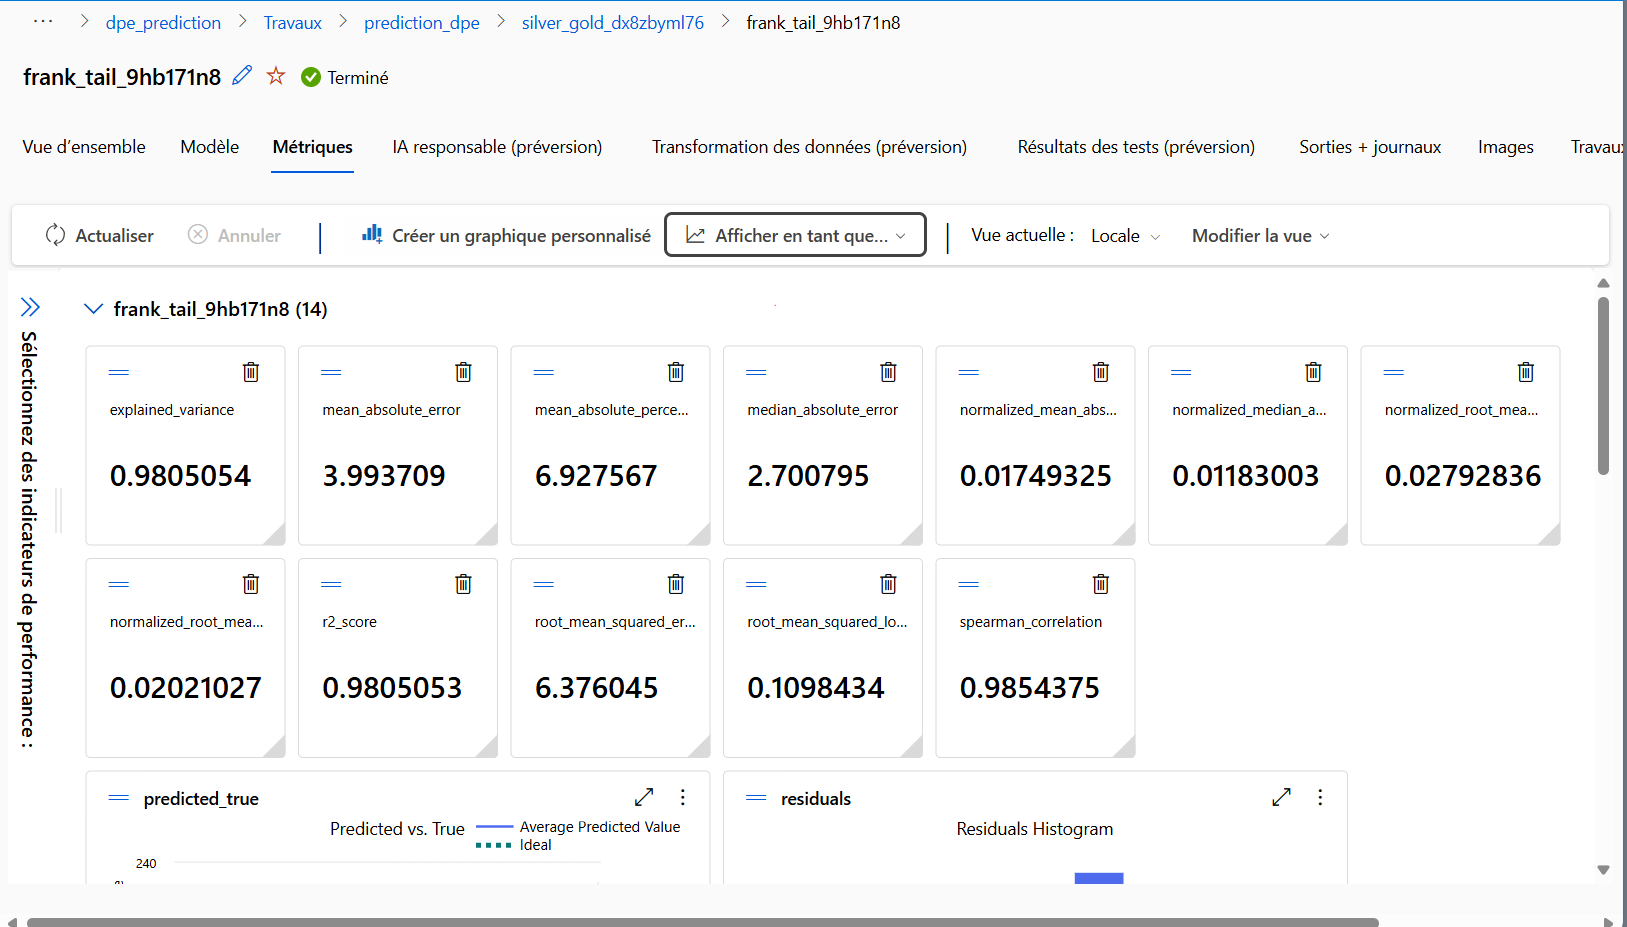 ··· > dpe_prediction > Travaux > prediction_dpe > silver_gold_dx8zbyml76 > frank_tail_9hb171n8
frank_tail_9hb171n8 Terminé
Vue d'ensemble Modèle Métriques IA responsable (préversion) Transformation des données (préversion) Résultats des tests (préversion) Sorties + journaux Images Travaux
Actualiser Annuler Créer un graphique personnalisé Afficher en tant que... Vue actuelle : Locale Modifier la vue
Sélectionnez des indicateurs de performance :
frank_tail_9hb171n8 (14)
explained_variance mean_absolute_error mean_absolute_perce... median_absolute_error normalized_mean_abs... normalized_median_a... normalized_root_mea...
0.9805054 3.993709 6.927567 2.700795 0.01749325 0.01183003 0.02792836
normalized_root_mea... r2_score root_mean_squared_er... root_mean_squared_lo... spearman_correlation
0.02021027 0.9805053 6.376045 0.1098434 0.9854375
predicted_true residuals
Predicted vs. True Average Predicted Value
Ideal
Residuals Histogram
240